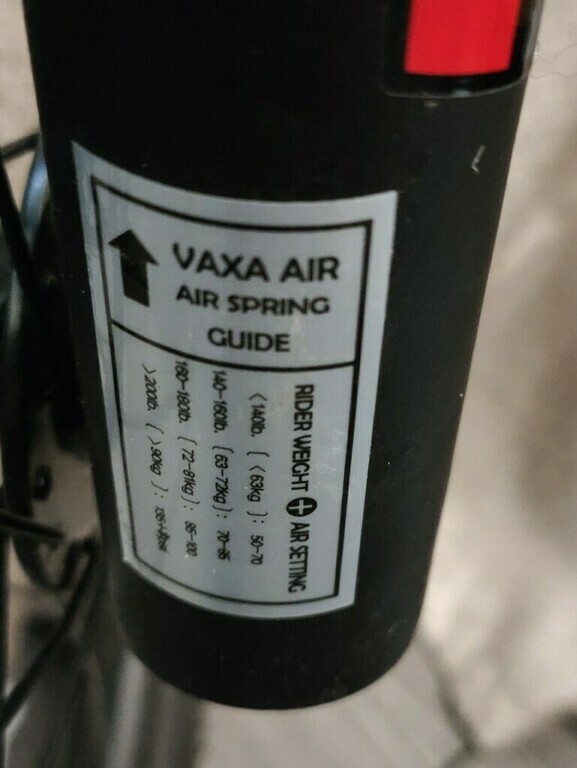 VAXA AIR
AIR SPRING
GUIDE
RIDER WEIGHT + AIR SETTING
<140lb. (<63kg): 50-70
140-160lb. (63-72kg): 70-85
160-180lb. (72-81kg): 85-100
>200lb. (>90kg):